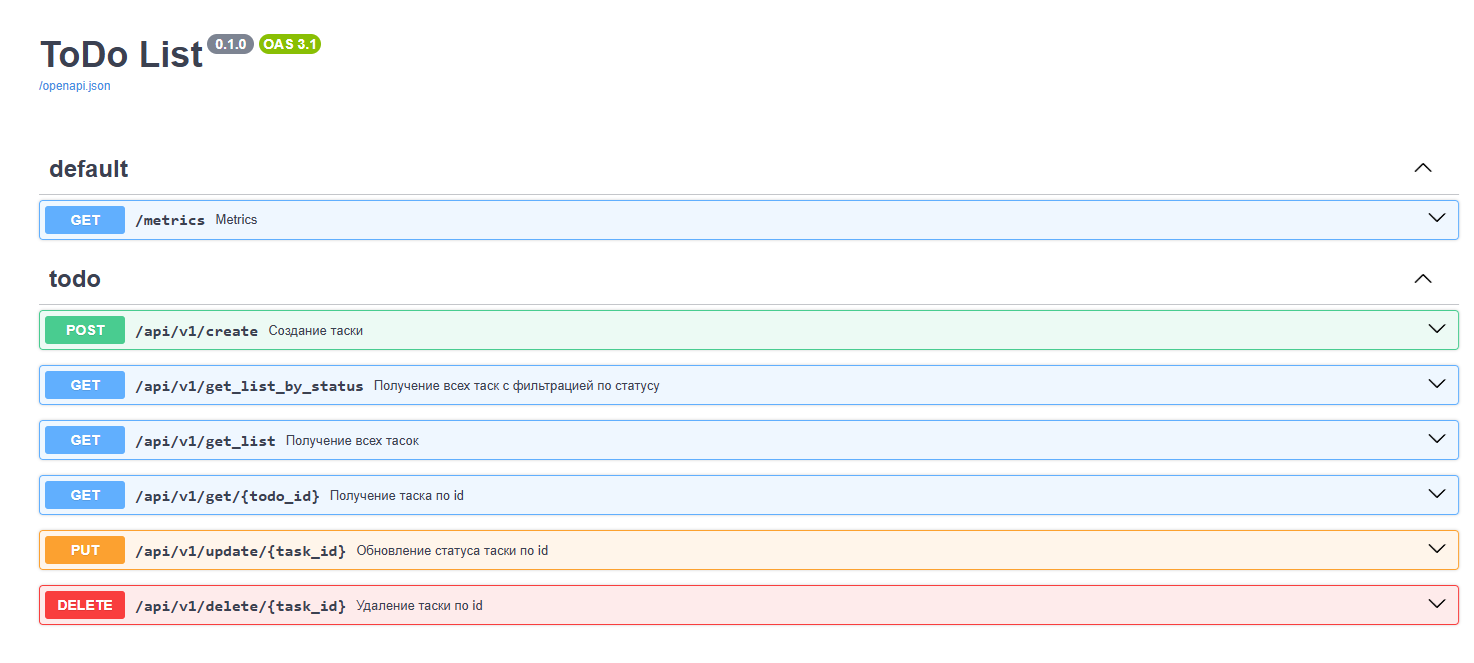 ToDo List 0.1.0 OAS 3.1
/openapi.json
default
GET /metrics Metrics
todo
POST /api/v1/create Создание таски
GET /api/v1/get_list_by_status Получение всех таск с фильтрацией по статусу
GET /api/v1/get_list Получение всех тасок
GET /api/v1/get/{todo_id} Получение таска по id
PUT /api/v1/update/{task_id} Обновление статуса таски по id
DELETE /api/v1/delete/{task_id} Удаление таски по id